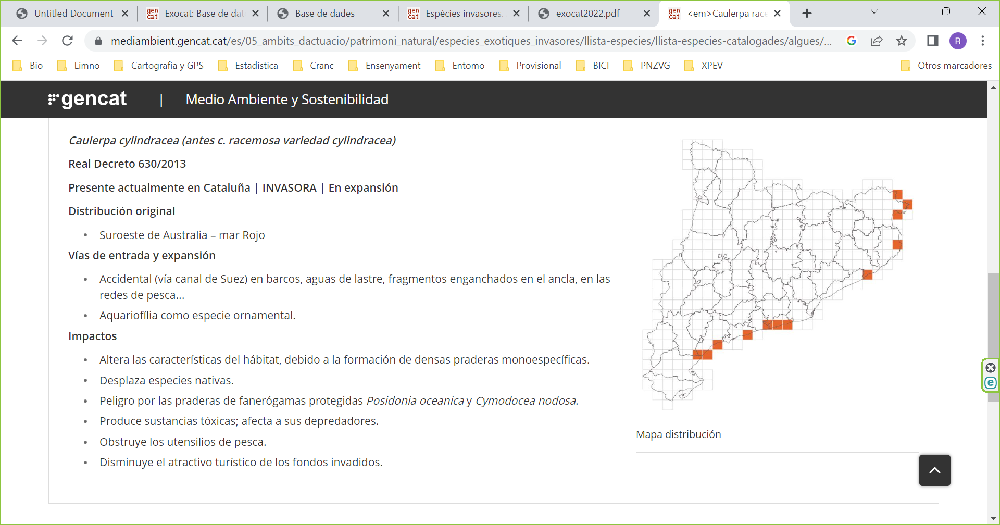 Untitled Document
gen cat Exocat: Base de dat
Base de dades
gen cat Espècies invasores.
exocat2022.pdf
gen cat <em>Caulerpa race
mediambient.gencat.cat/es/05_ambits_dactuacio/patrimoni_natural/especies_exotiques_invasores/llista-especies/llista-especies-catalogades/algues/...
G
R
Bio
Limno
Cartografia y GPS
Estadistica
Cranc
Ensenyament
Entomo
Provisional
BICI
PNZVG
XPEV
Otros marcadores
gencat | Medio Ambiente y Sostenibilidad
Caulerpa cylindracea (antes c. racemosa variedad cylindracea)
Real Decreto 630/2013
Presente actualmente en Cataluña | INVASORA | En expansión
Distribución original
• Suroeste de Australia – mar Rojo
Vías de entrada y expansión
• Accidental (vía canal de Suez) en barcos, aguas de lastre, fragmentos enganchados en el ancla, en las
redes de pesca...
• Aquariofília como especie ornamental.
Impactos
• Altera las características del hábitat, debido a la formación de densas praderas monoespecíficas.
• Desplaza especies nativas.
• Peligro por las praderas de fanerógamas protegidas Posidonia oceanica y Cymodocea nodosa.
• Produce sustancias tóxicas; afecta a sus depredadores.
• Obstruye los utensilios de pesca.
• Disminuye el atractivo turístico de los fondos invadidos.
Mapa distribución
e